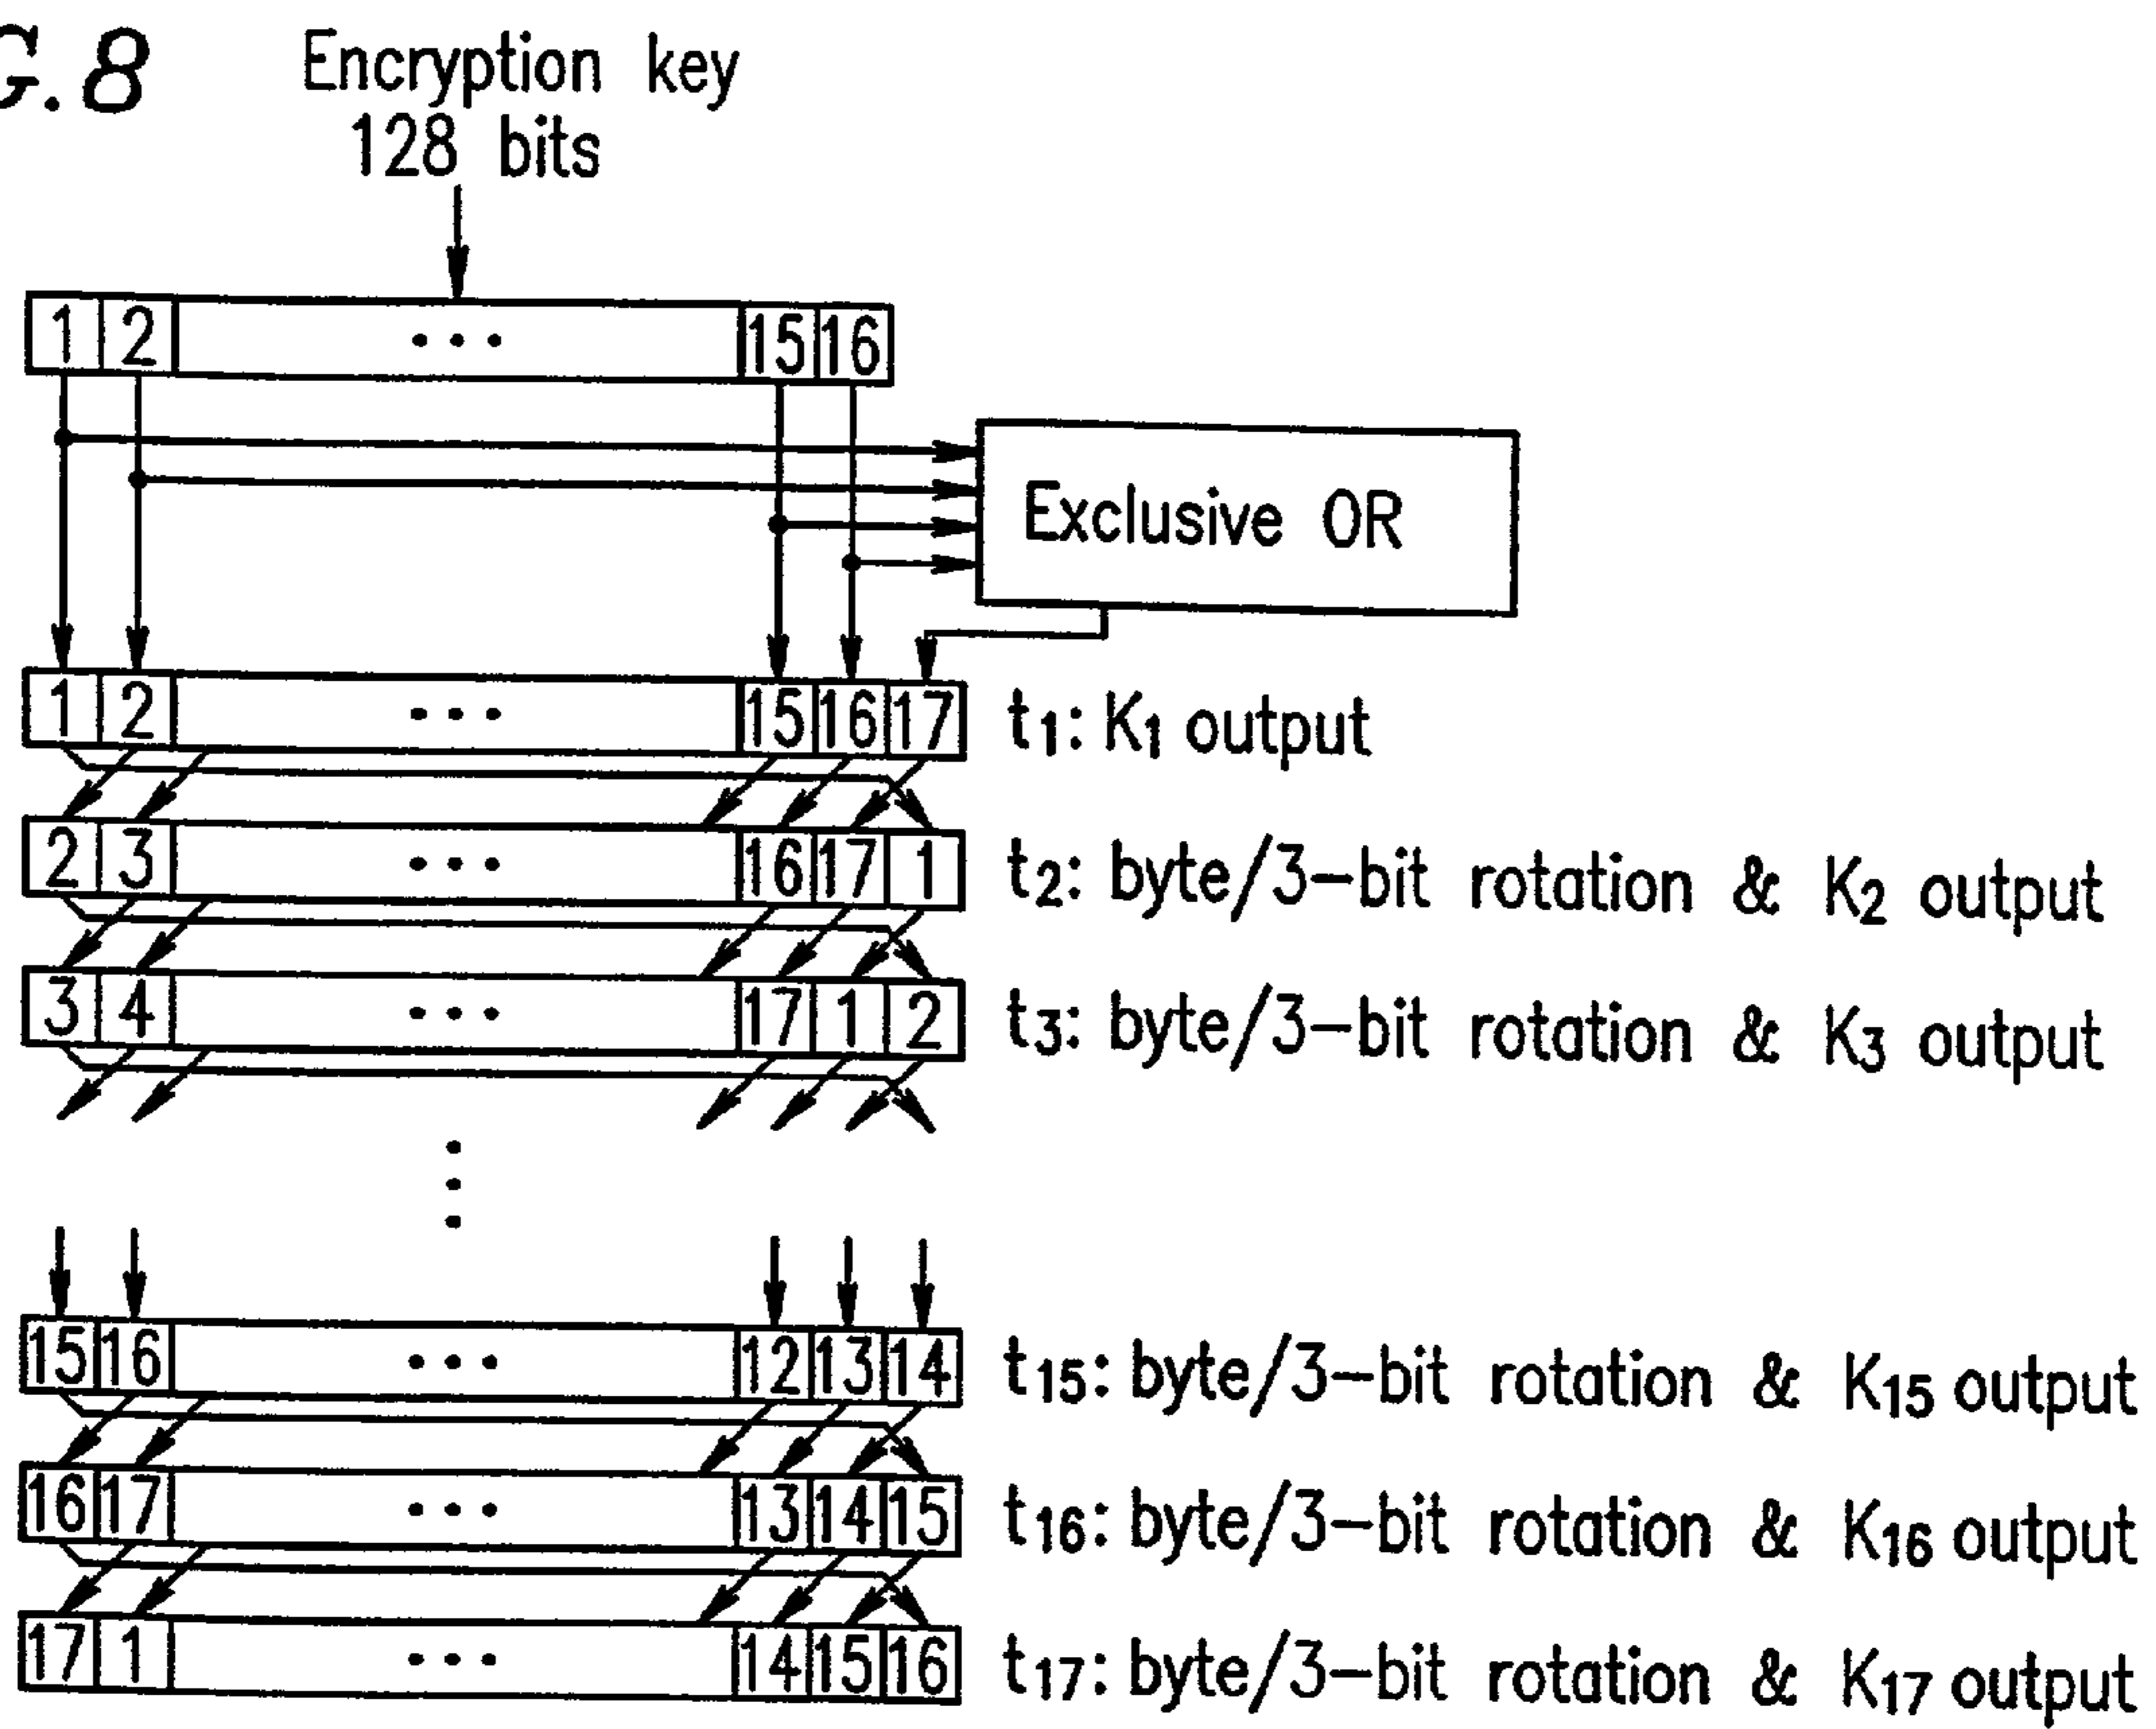 G.8
Encryption key
128 bits
1 2 ... 15 16
Exclusive OR
1 2 ... 15 16 17 t1: K1 output
2 3 ... 16 17 1 t2: byte/3-bit rotation & K2 output
3 4 ... 17 1 2 t3: byte/3-bit rotation & K3 output
15 16 ... 12 13 14 t15: byte/3-bit rotation & K15 output
16 17 ... 13 14 15 t16: byte/3-bit rotation & K16 output
17 1 ... 14 15 16 t17: byte/3-bit rotation & K17 output